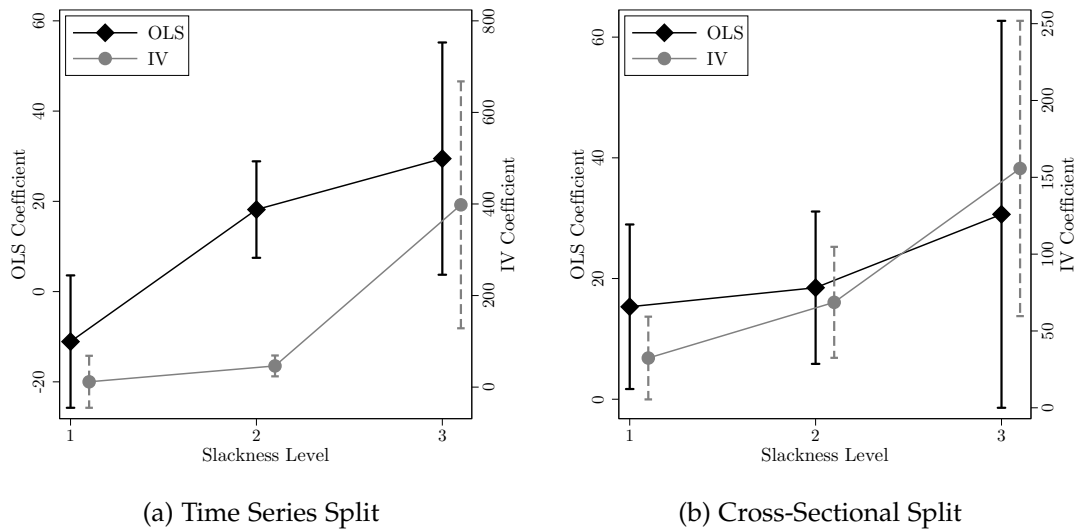 OLS
IV
60
40
20
0
-20
OLS Coefficient
800
600
400
200
0
IV Coefficient
1
2
3
Slackness Level
(a) Time Series Split
OLS
IV
60
40
20
0
OLS Coefficient
250
200
150
100
50
0
IV Coefficient
1
2
3
Slackness Level
(b) Cross-Sectional Split